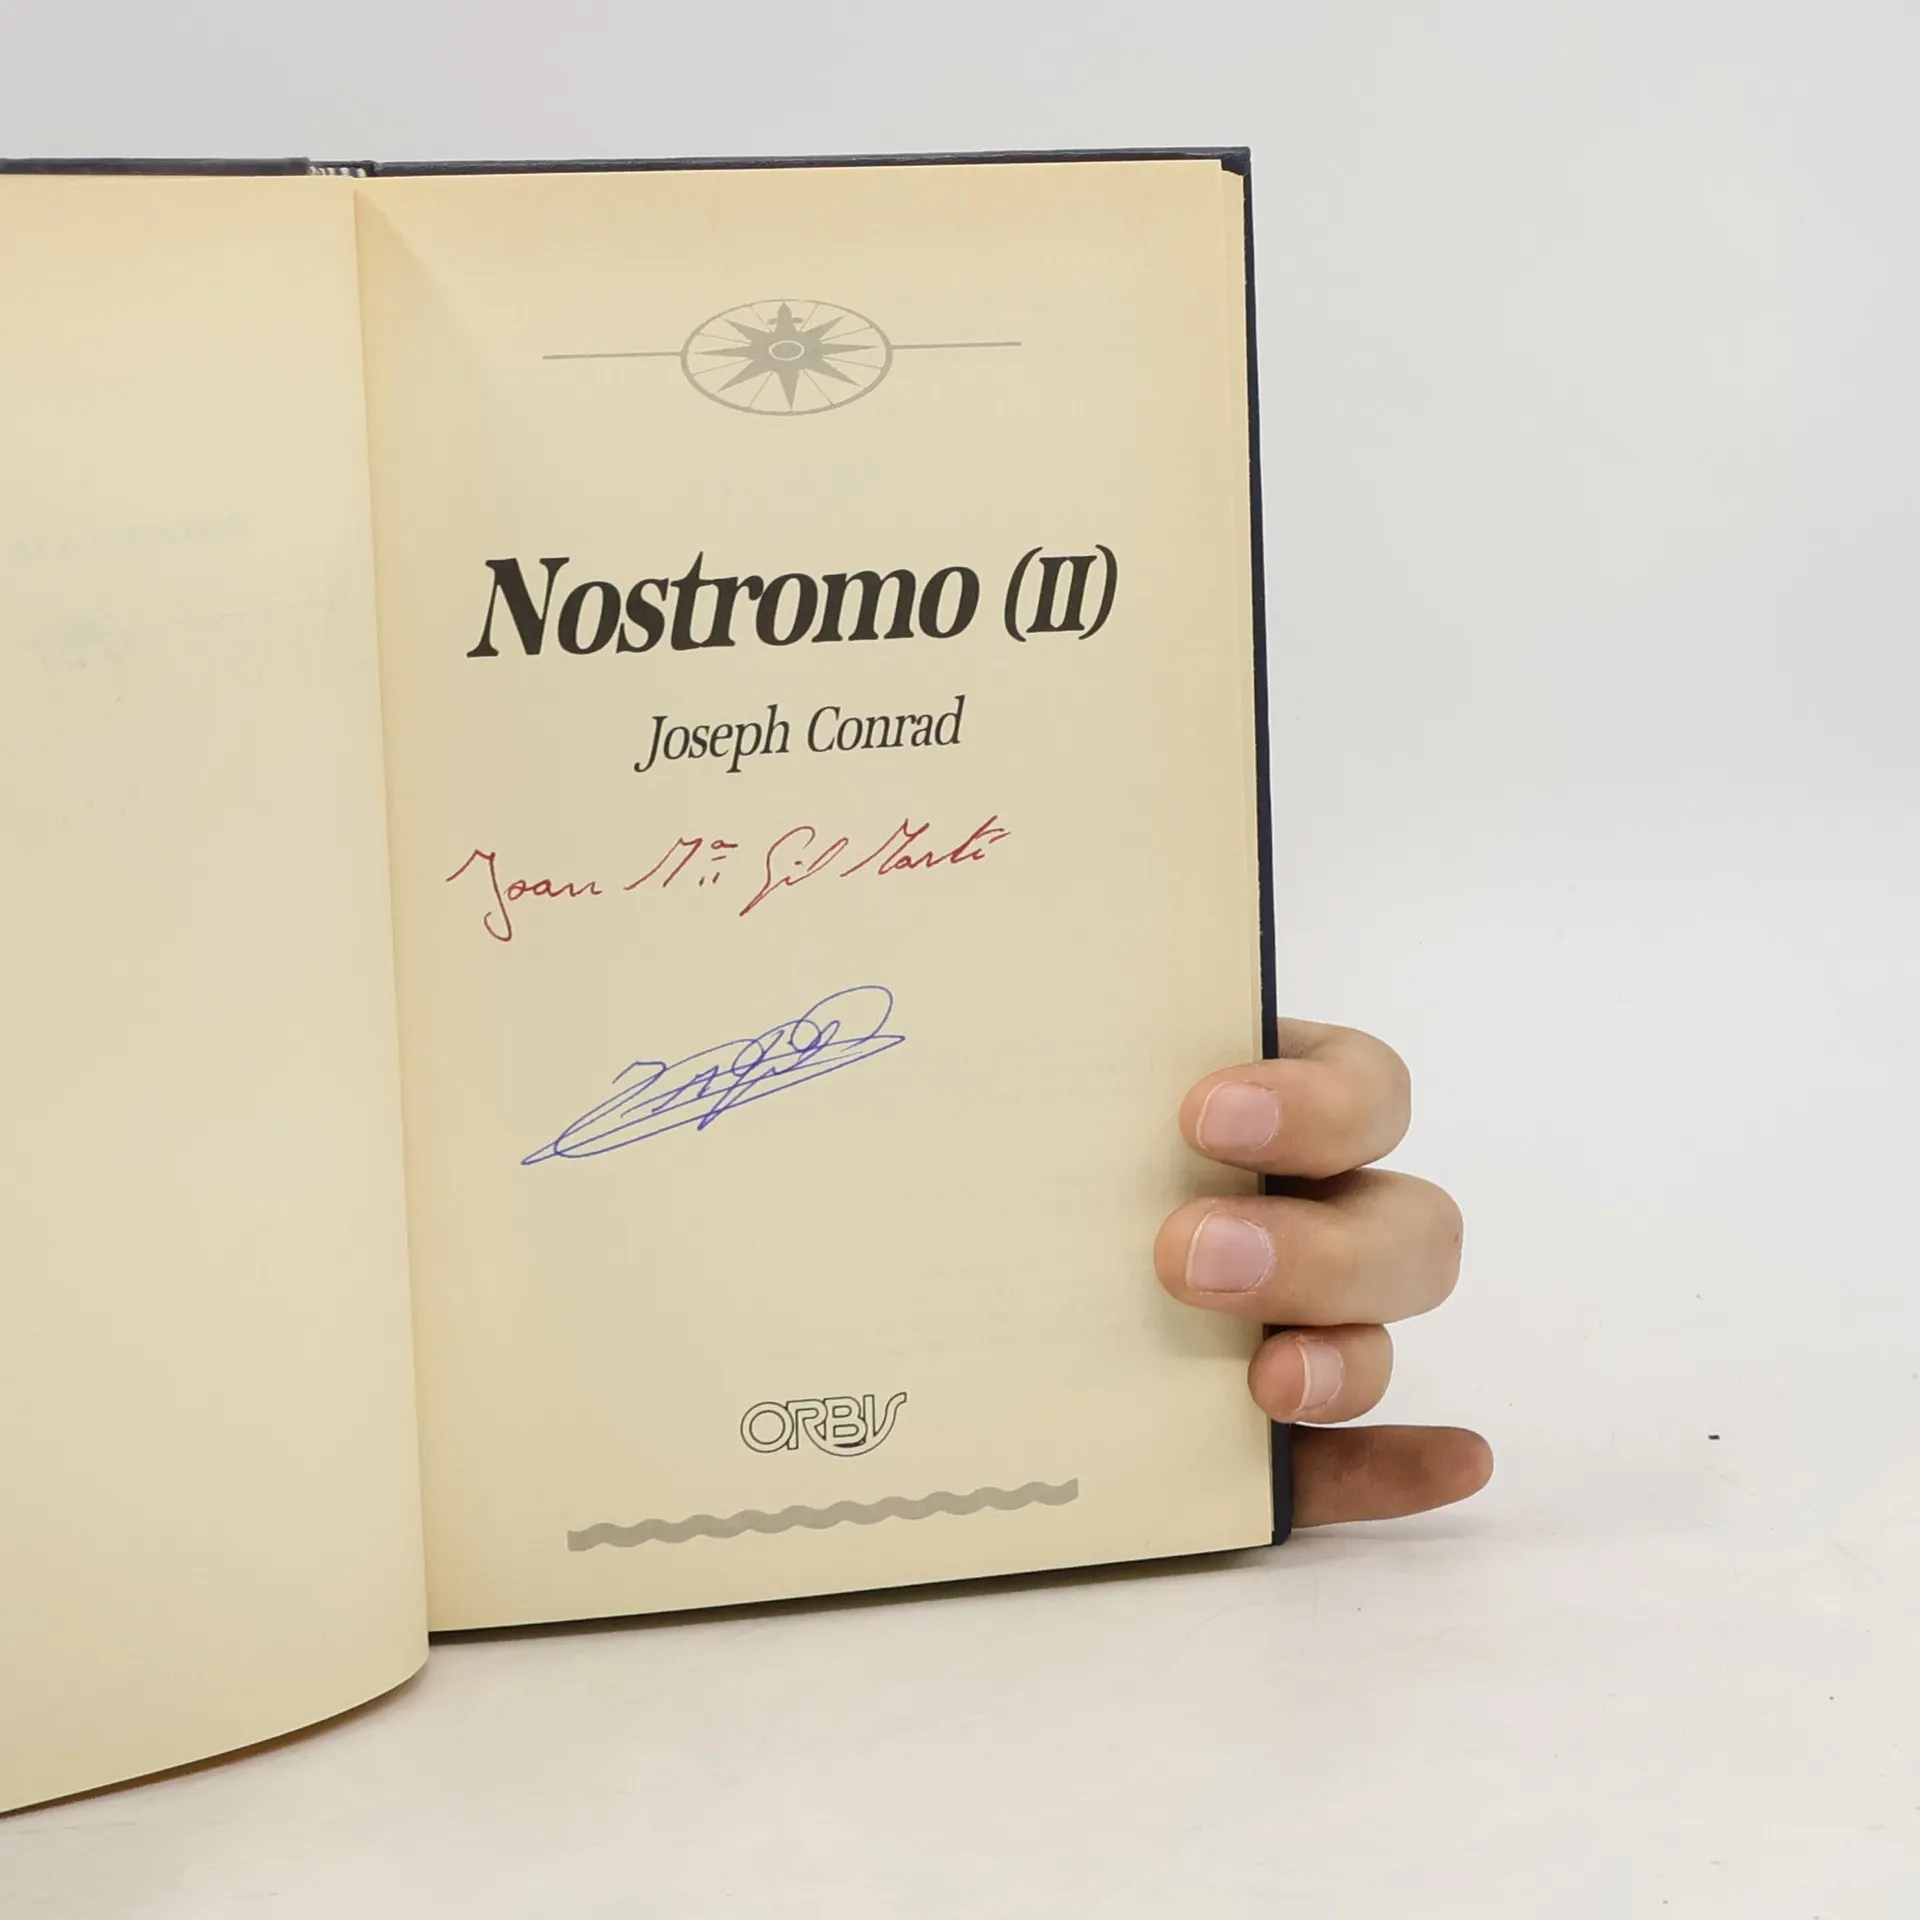 Nostromo (II)
Joseph Conrad
Joan Mª Gil Martí
ORBIS